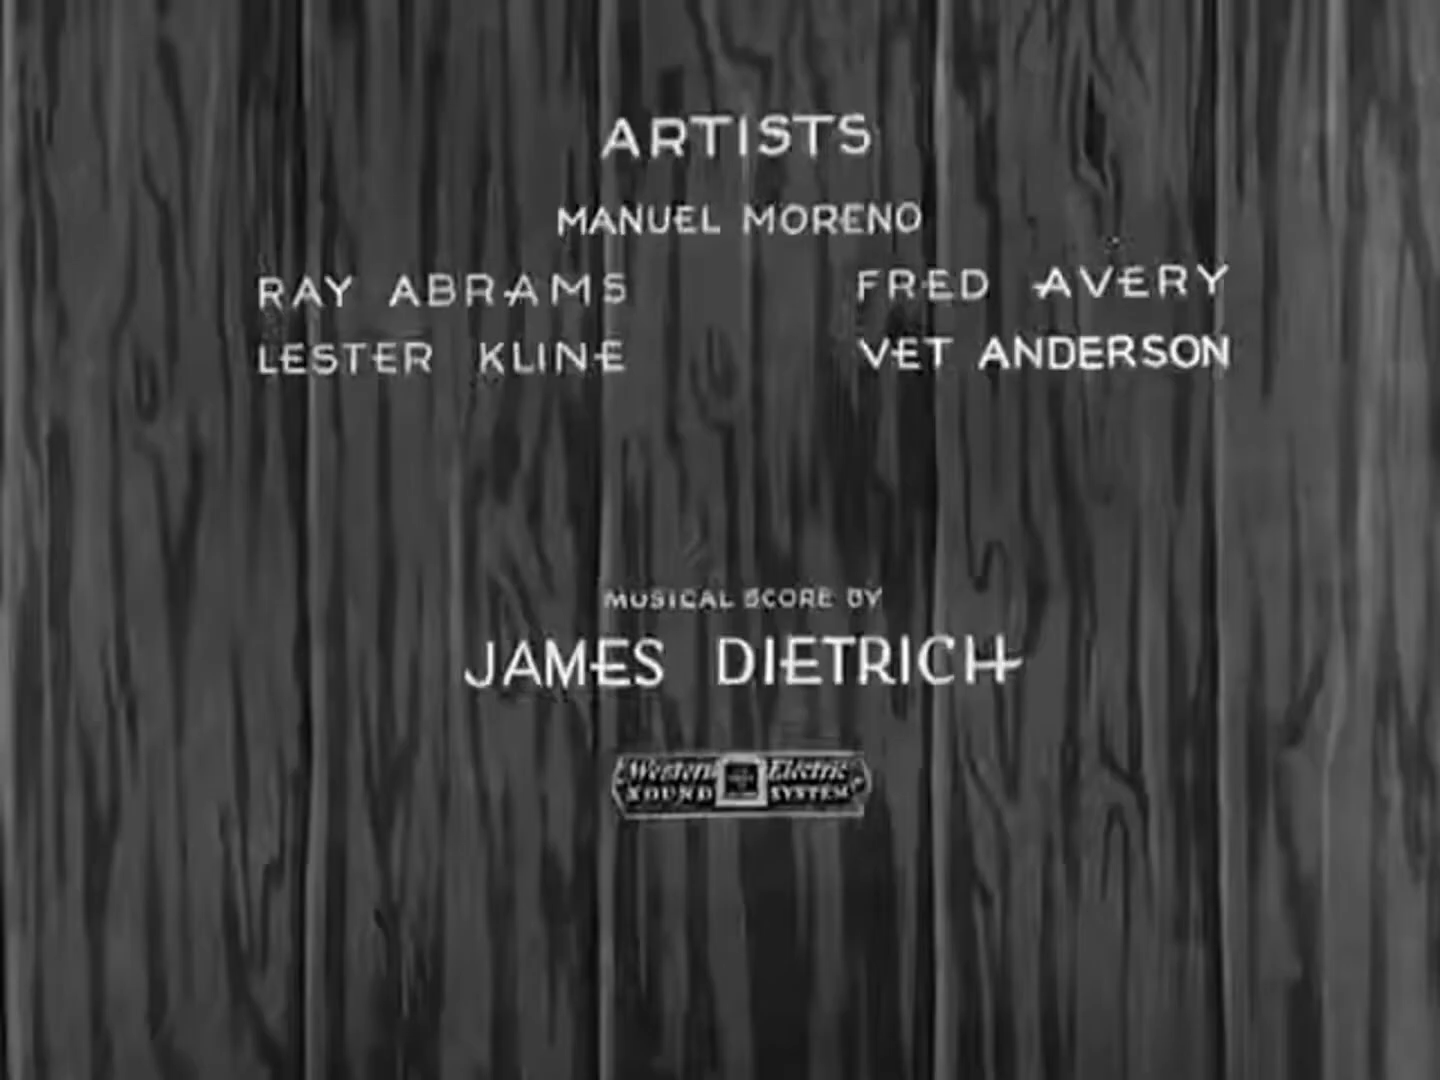 ARTISTS
MANUEL MORENO
RAY ABRAMS FRED AVERY
LESTER KLINE VET ANDERSON
MUSICAL SCORE BY
JAMES DIETRICH
Western Electric
SOUND SYSTEM